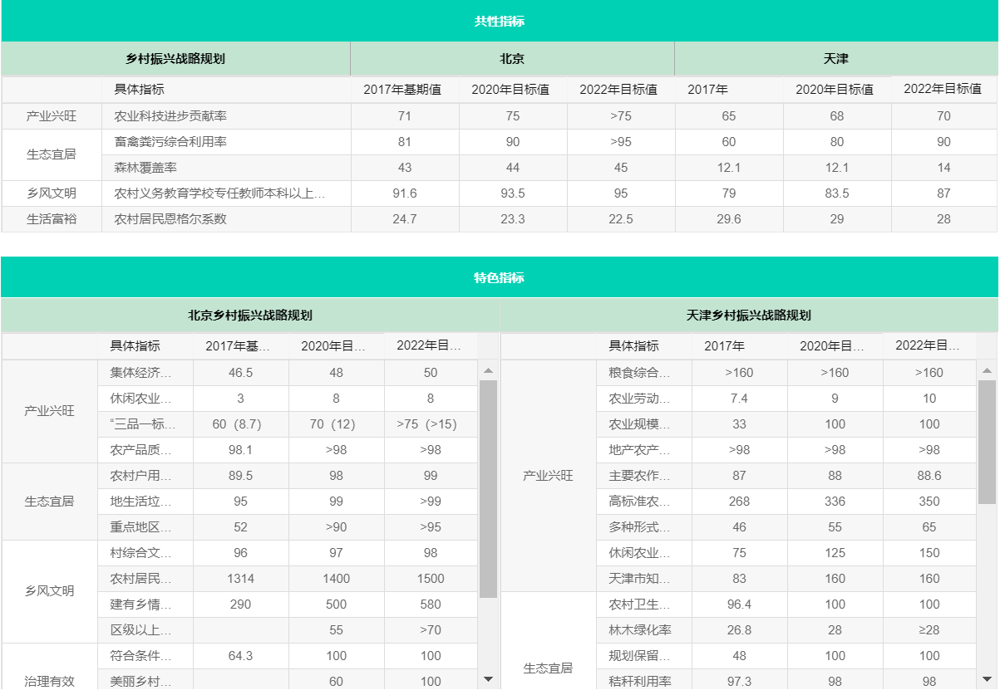 共性指标
乡村振兴战略规划 北京 天津
具体指标 2017年基期值 2020年目标值 2022年目标值 2017年 2020年目标值 2022年目标值
产业兴旺 农业科技进步贡献率 71 75 >75 65 68 70
生态宜居 畜禽粪污综合利用率 81 90 >95 60 80 90
森林覆盖率 43 44 45 12.1 12.1 14
乡风文明 农村义务教育学校专任教师本科以上… 91.6 93.5 95 79 83.5 87
生活富裕 农村居民恩格尔系数 24.7 23.3 22.5 29.6 29 28
特色指标
北京乡村振兴战略规划 天津乡村振兴战略规划
具体指标 2017年基… 2020年目… 2022年目… 具体指标 2017年 2020年目… 2022年目…
产业兴旺 集体经济… 46.5 48 50 产业兴旺 粮食综合… >160 >160 >160
休闲农业… 3 8 8 农业劳动… 7.4 9 10
“三品一标… 60（8.7） 70（12） >75（>15） 农业规模… 33 100 100
农产品质… 98.1 >98 >98 地产农产… >98 >98 >98
生态宜居 农村户用… 89.5 98 99 主要农作… 87 88 88.6
地生活垃… 95 99 >99 高标准农… 268 336 350
重点地区… 52 >90 >95 多种形式… 46 55 65
乡风文明 村综合文… 96 97 98 休闲农业… 75 125 150
农村居民… 1314 1400 1500 天津市知… 83 160 160
建有乡情… 290 500 580 生态宜居 农村卫生… 96.4 100 100
区级以上… 55 >70 林木绿化率 26.8 28 ≥28
治理有效 符合条件… 64.3 100 100 规划保留… 48 100 100
美丽乡村… 60 100 秸秆利用率 97.3 98 98